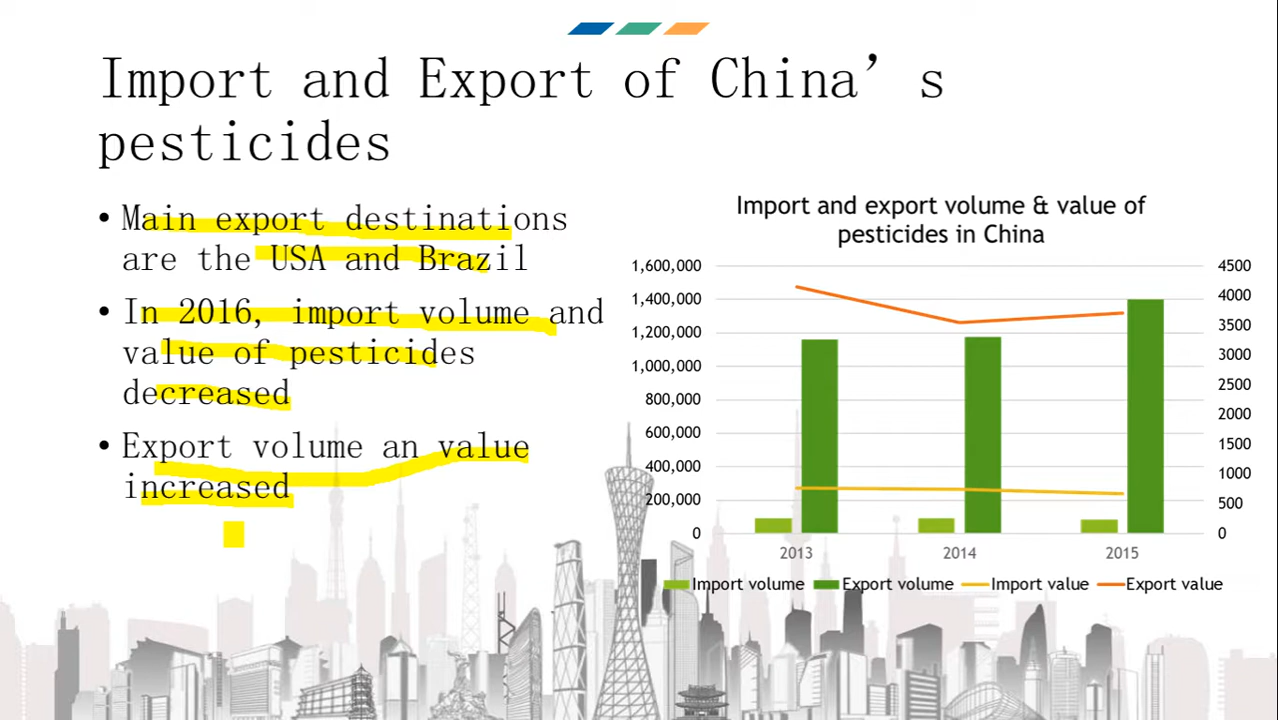 Import and Export of China’s
pesticides
• Main export destinations
are the USA and Brazil
• In 2016, import volume and
value of pesticides
decreased
• Export volume an value
increased
Import and export volume & value of
pesticides in China
1,600,000
1,400,000
1,200,000
1,000,000
800,000
600,000
400,000
200,000
0
4500
4000
3500
3000
2500
2000
1500
1000
500
0
2013 2014 2015
Import volume Export volume Import value Export value